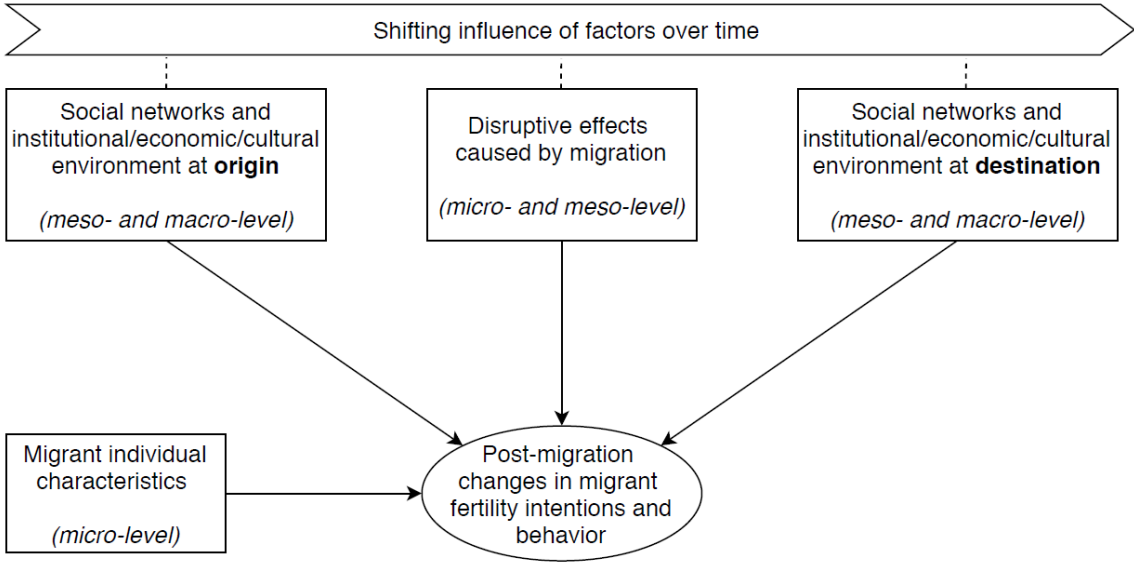 Shifting influence of factors over time
Social networks and
institutional/economic/cultural
environment at origin
(meso- and macro-level)
Disruptive effects
caused by migration
(micro- and meso-level)
Social networks and
institutional/economic/cultural
environment at destination
(meso- and macro-level)
Migrant individual
characteristics
(micro-level)
Post-migration
changes in migrant
fertility intentions and
behavior